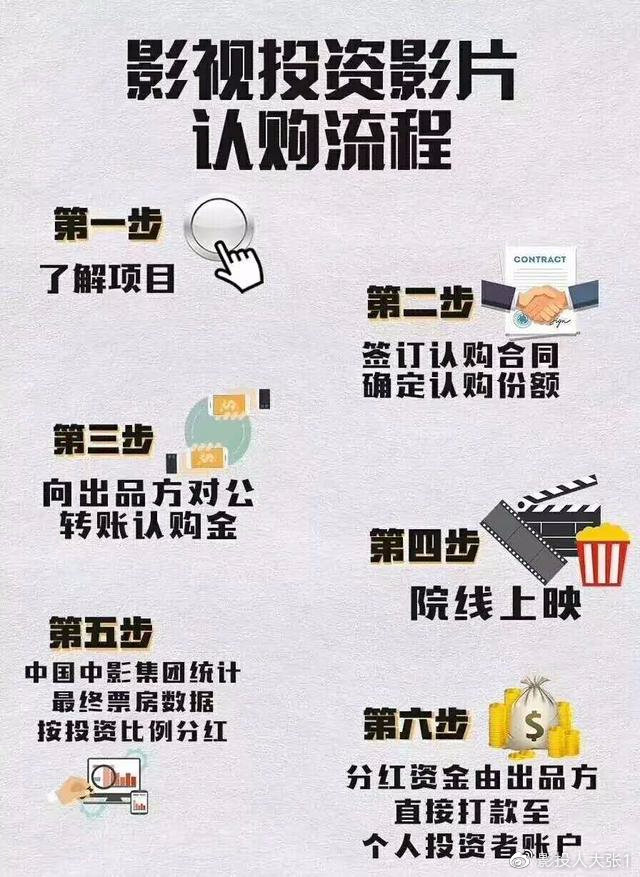 影视投资影片
认购流程
第一步
了解项目
CONTRACT
第二步
签订认购合同
确定认购份额
第三步
向出品方对公
转账认购金
第四步
院线上映
第五步
中国中影集团统计
最终票房数据
按投资比例分红
第六步
分红资金由出品方
直接打款至
个人投资者账户
@影投人大张1